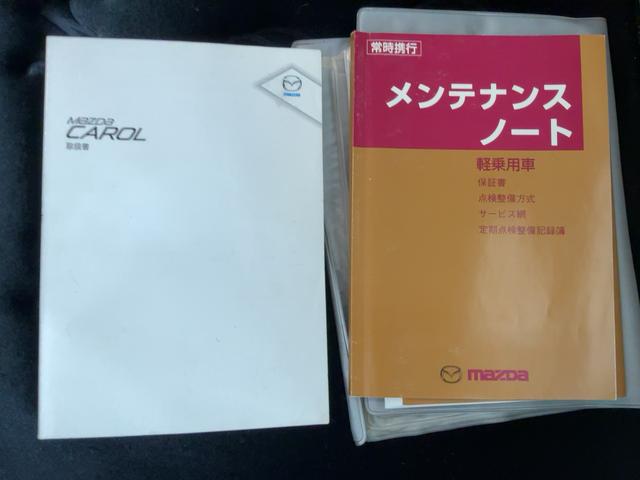 MAZDA
CAROL
取扱書
mazda
常時携行
メンテナンス
ノート
軽乗用車
保証書
点検整備方式
サービス網
定期点検整備記録簿
mazda